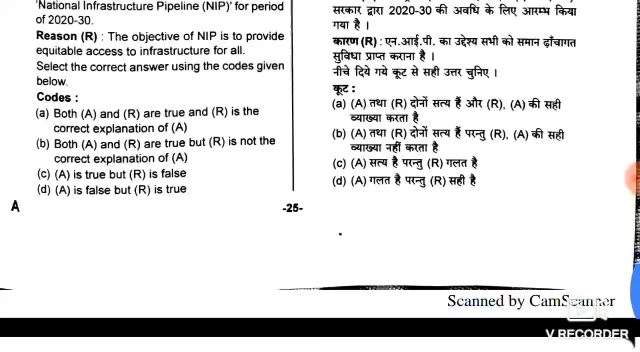 'National Infrastructure Pipeline (NIP)' for period
of 2020-30.
Reason (R) : The objective of NIP is to provide
equitable access to infrastructure for all.
Select the correct answer using the codes given
below.
Codes :
(a) Both (A) and (R) are true and (R) is the
correct explanation of (A)
(b) Both (A) and (R) are true but (R) is not the
correct explanation of (A)
(c) (A) is true but (R) is false
(d) (A) is false but (R) is true
सरकार द्वारा 2020-30 की अवधि के लिए आरम्भ किया
गया है ।
कारण (R) : एन.आई.पी. का उद्देश्य सभी को समान ढाँचागत
सुविधा प्राप्त कराना है ।
नीचे दिये गये कूट से सही उत्तर चुनिए ।
कूट :
(a) (A) तथा (R) दोनों सत्य हैं और (R), (A) की सही
व्याख्या करता है
(b) (A) तथा (R) दोनों सत्य हैं परन्तु (R), (A) की सही
व्याख्या नहीं करता है
(c) (A) सत्य है परन्तु (R) गलत है
(d) (A) गलत है परन्तु (R) सही है
A
-25-
Scanned by CamScanner
V RECORDER